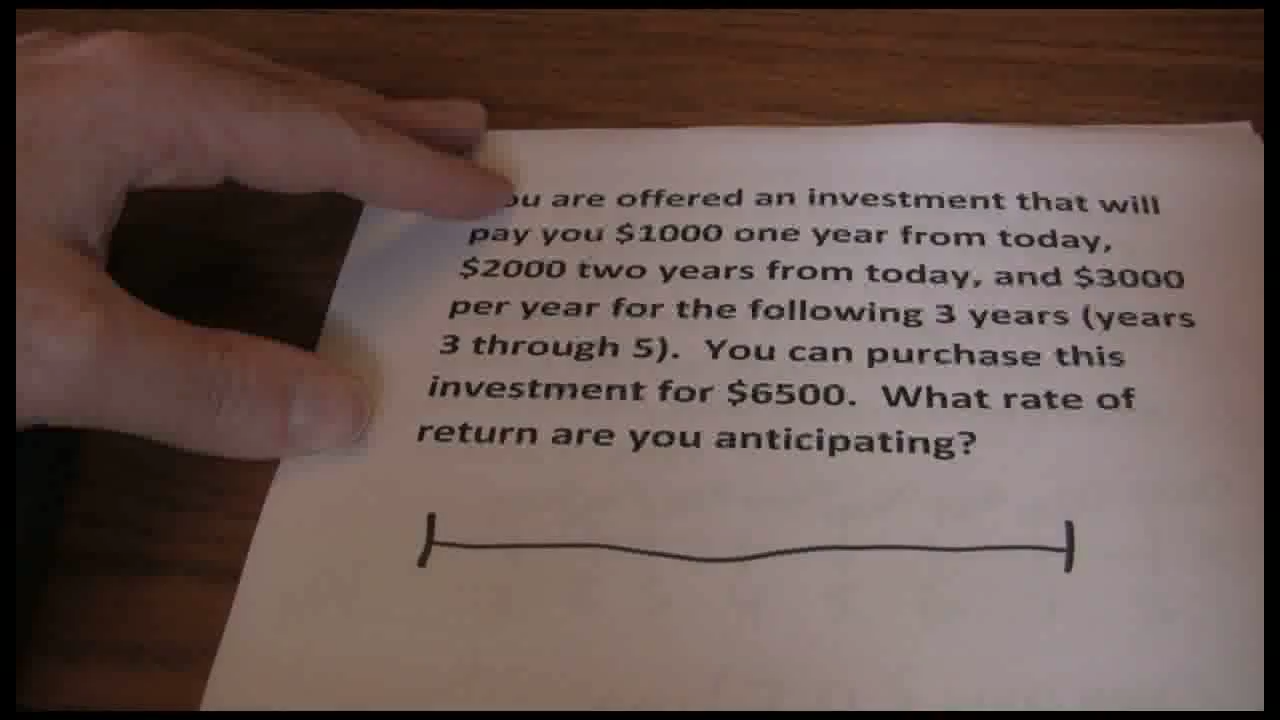 ou are offered an investment that will
pay you $1000 one year from today,
$2000 two years from today, and $3000
per year for the following 3 years (years
3 through 5). You can purchase this
investment for $6500. What rate of
return are you anticipating?